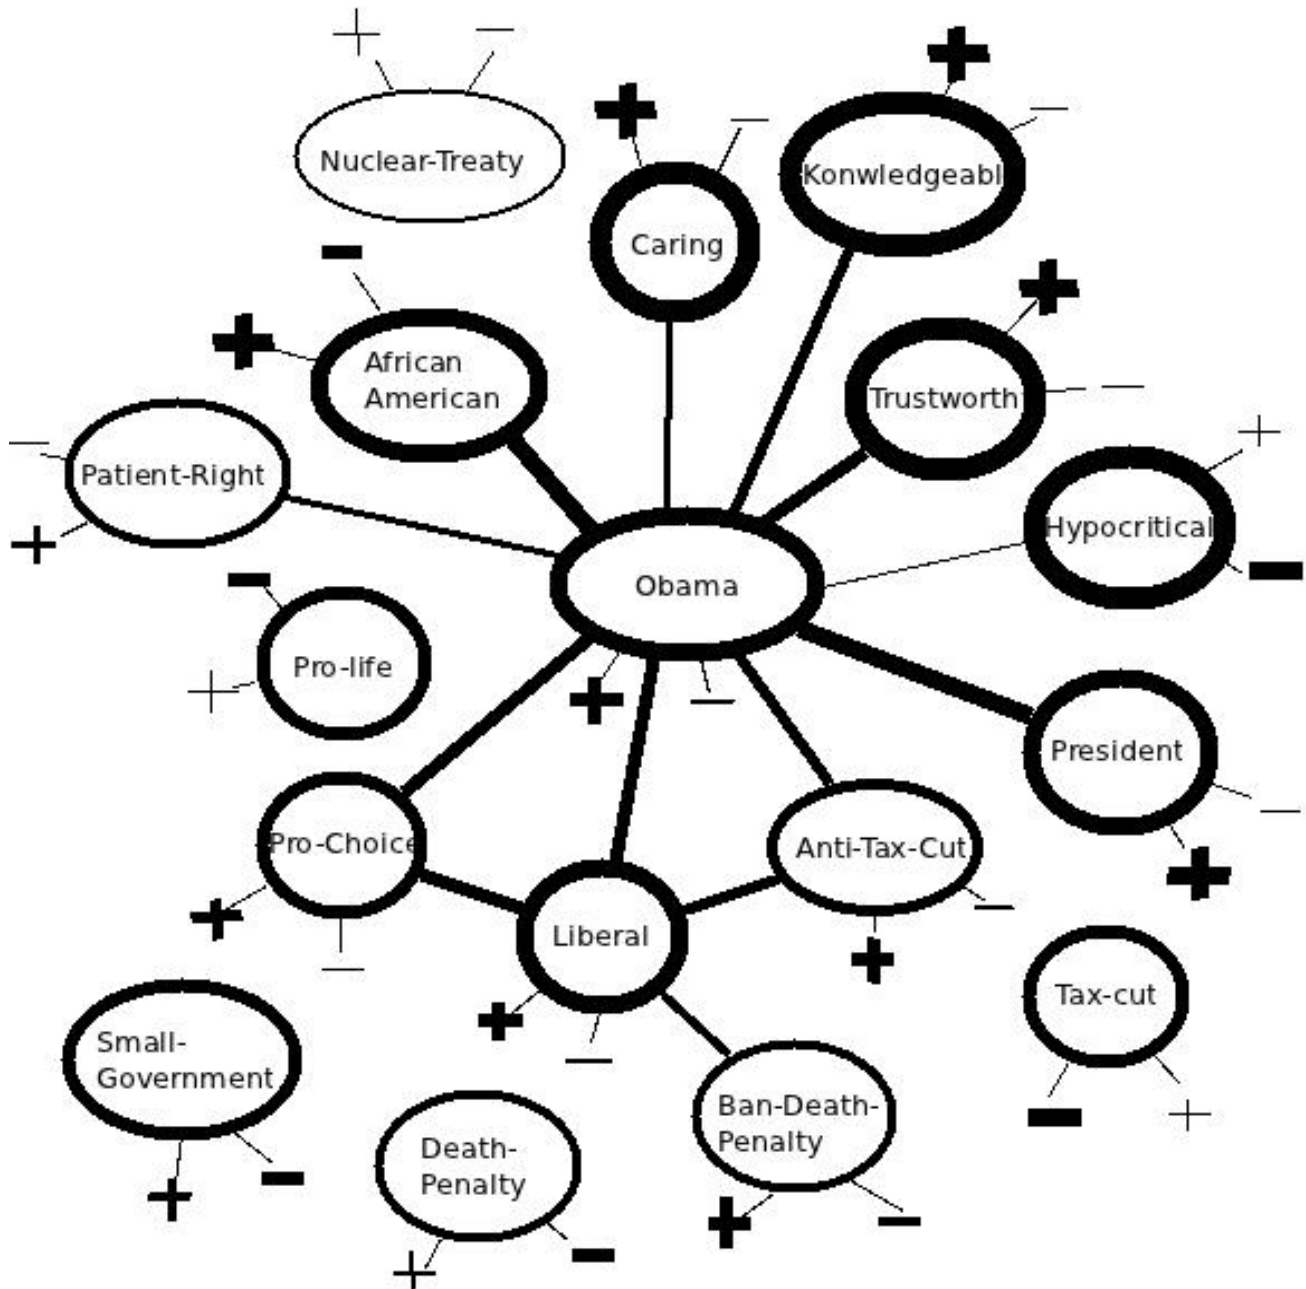 Nuclear-Treaty
Caring
Konwledgeabl
African
American
Trustworth
Patient-Right
Hypocritical
Obama
Pro-life
President
Pro-Choice
Anti-Tax-Cut
Liberal
Tax-cut
Small-
Government
Ban-Death-
Penalty
Death-
Penalty